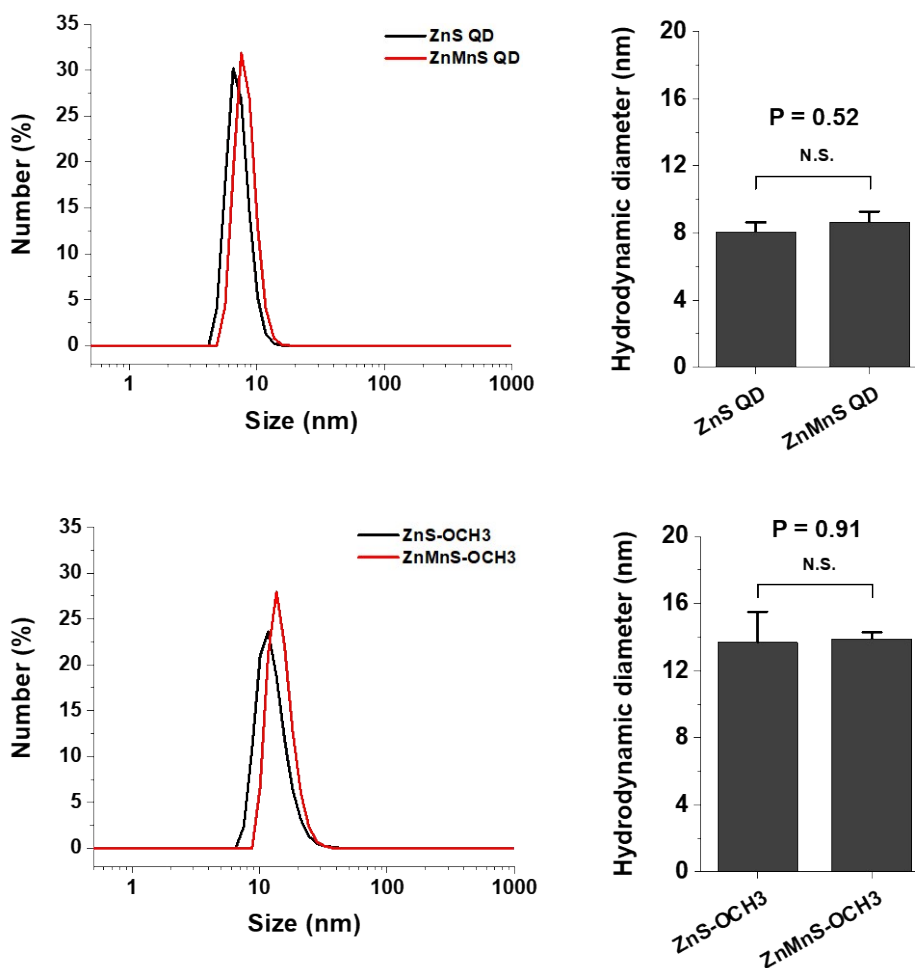 35
30
25
20
15
10
5
0
Number (%)
ZnS QD
ZnMnS QD
1
10
100
1000
Size (nm)
20
16
12
8
4
0
Hydrodynamic diameter (nm)
P = 0.52
N.S.
ZnS QD
ZnMnS QD
35
30
25
20
15
10
5
0
Number (%)
ZnS-OCH3
ZnMnS-OCH3
1
10
100
1000
Size (nm)
20
16
12
8
4
0
Hydrodynamic diameter (nm)
P = 0.91
N.S.
ZnS-OCH3
ZnMnS-OCH3